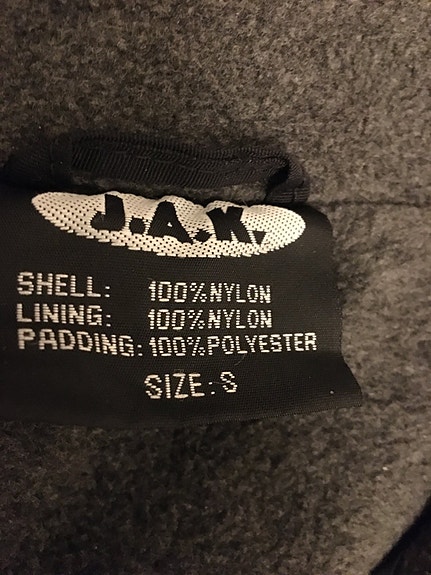 J.A.K.
SHELL: 100%NYLON
LINING: 100%NYLON
PADDING: 100%POLYESTER
SIZE: S